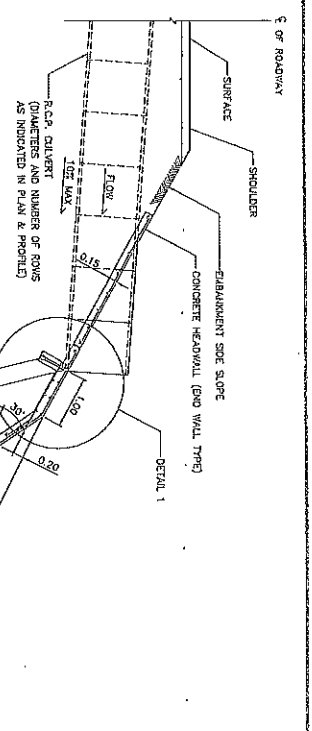 ℄ OF ROADWAY
SURFACE
SHOULDER
EMBANKMENT SIDE SLOPE
CONCRETE HEADWALL (END WALL TYPE)
DETAIL 1
FLOW
10% MAX
0.15
1.00
30°
0.20
R.C.P. CULVERT
(DIAMETERS AND NUMBER OF ROWS
AS INDICATED IN PLAN & PROFILE)